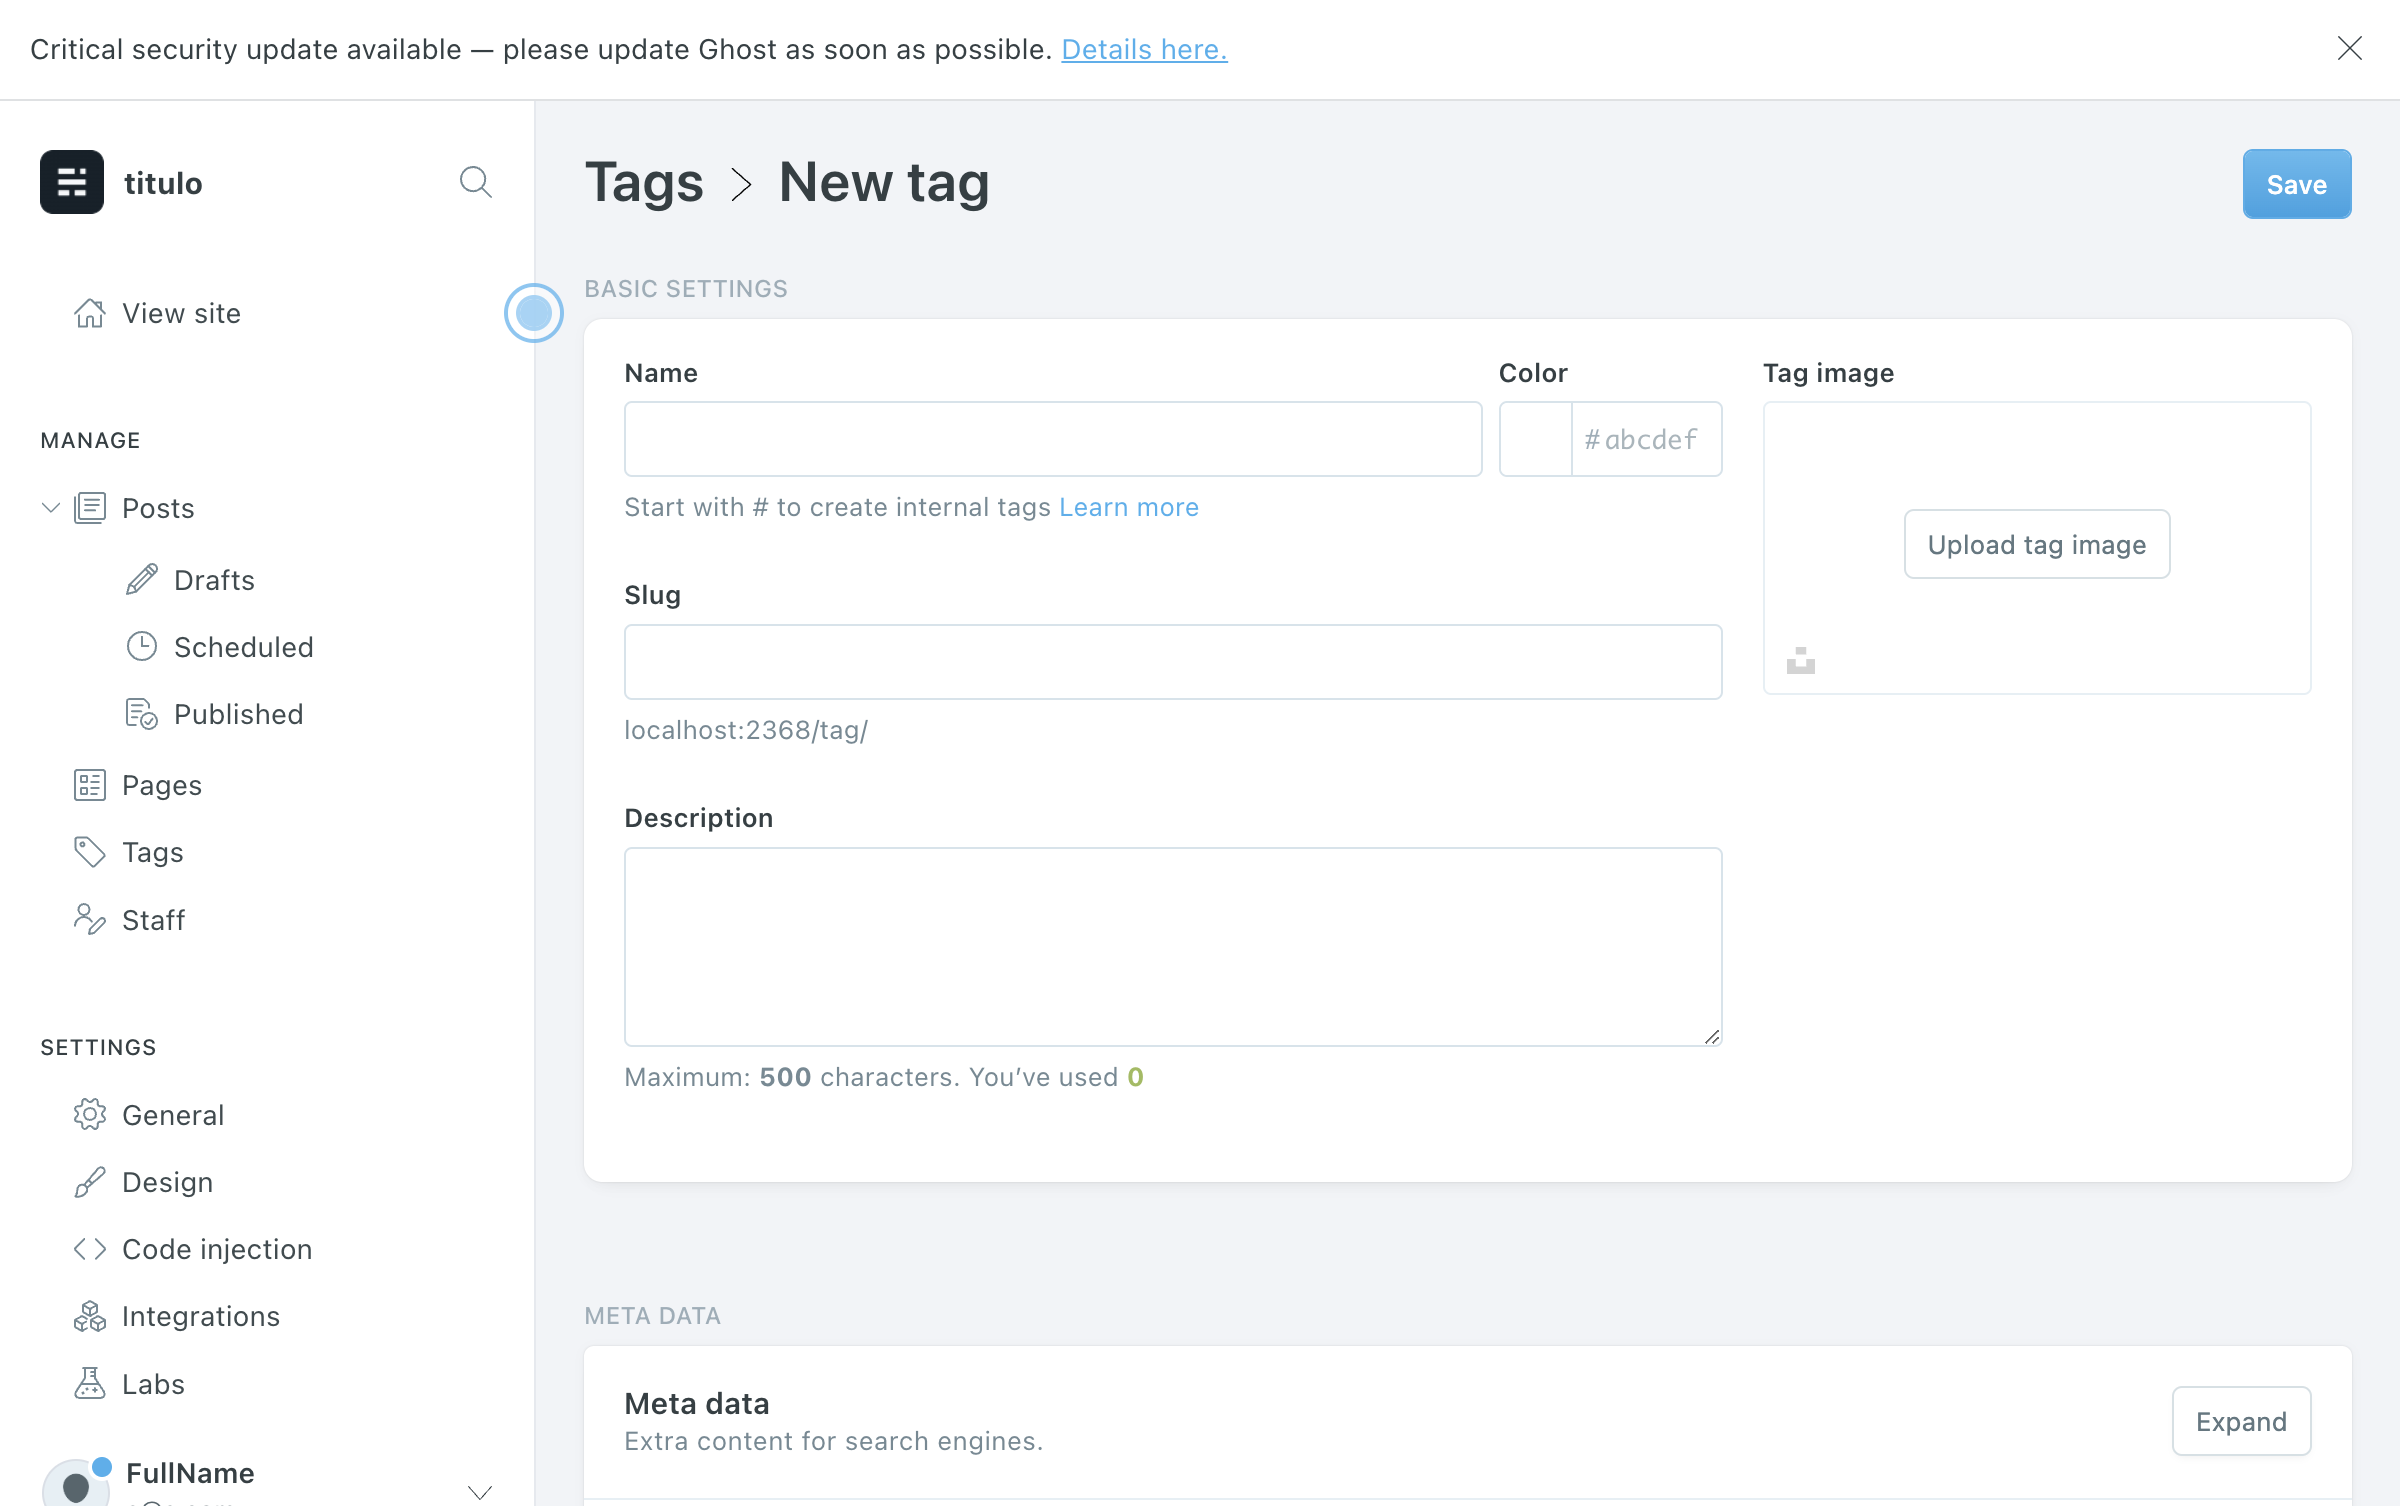 Critical security update available — please update Ghost as soon as possible. Details here.
titulo
View site
MANAGE
Posts
Drafts
Scheduled
Published
Pages
Tags
Staff
SETTINGS
General
Design
Code injection
Integrations
Labs
FullName
Tags > New tag
Save
BASIC SETTINGS
Name
Color
#abcdef
Start with # to create internal tags Learn more
Slug
localhost:2368/tag/
Description
Maximum: 500 characters. You’ve used 0
Tag image
Upload tag image
META DATA
Meta data
Extra content for search engines.
Expand